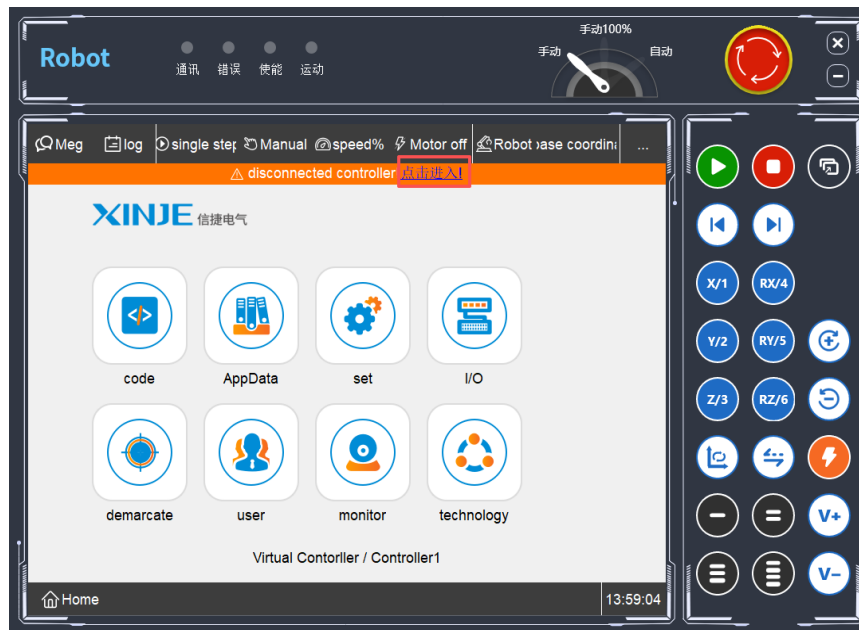 Robot
通讯 错误 使能 运动
手动100%
手动 自动
Meg log single step Manual speed% Motor off Robot base coordin ...
disconnected controller 点击进入!
XINJE 信捷电气
code AppData set I/O
demarcate user monitor technology
Virtual Contorller / Controller1
Home 13:59:04
X/1 RX/4
Y/2 RY/5
Z/3 RZ/6
V+
V−